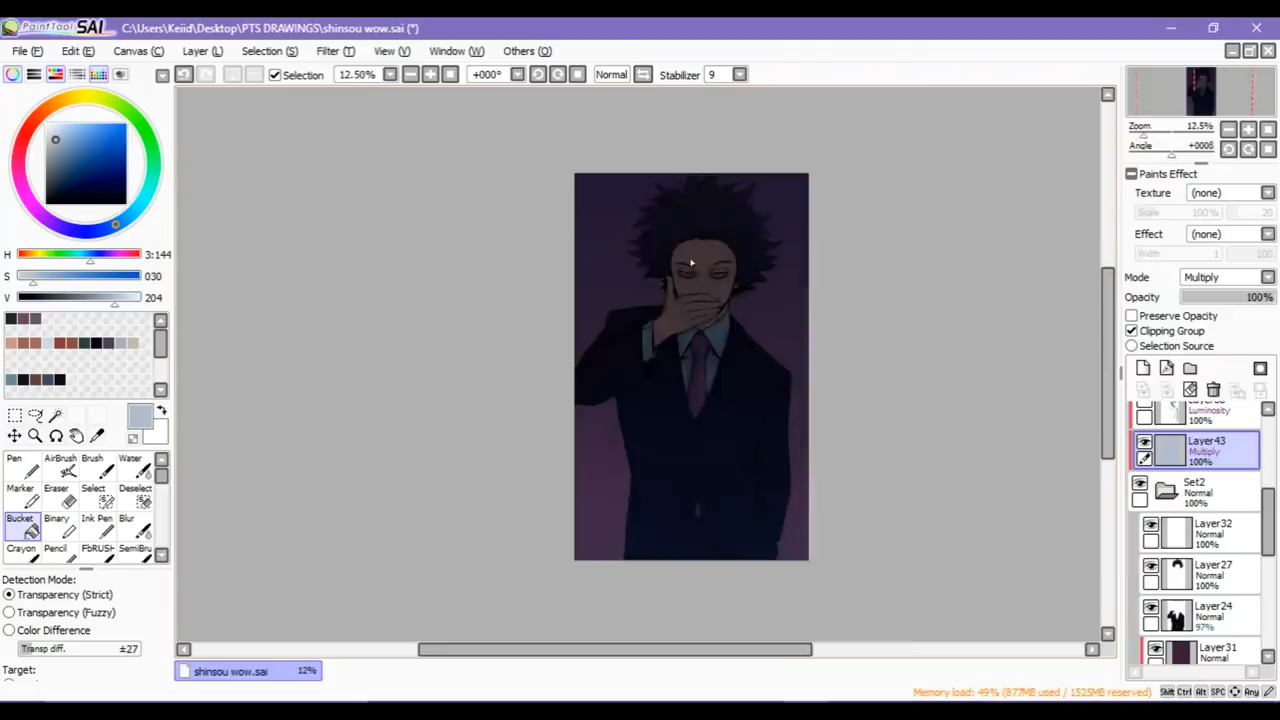 PaintTool SAI C:\Users\Keiid\Desktop\PTS DRAWINGS\shinsou wow.sai (*)
File (F) Edit (E) Canvas (C) Layer (L) Selection (S) Filter (T) View (V) Window (W) Others (O)
Selection 12.50% +000° Normal Stabilizer 9
Zoom 12.5%
Angle +000ß
Paints Effect
Texture (none)
Scale 100% 20
Effect (none)
Width 1 100
Mode Multiply
Opacity 100%
Preserve Opacity
Clipping Group
Selection Source
H 3:144
S 030
V 204
Luminosity
100%
Layer43
Multiply
100%
Set2
Normal
100%
Layer32
Normal
100%
Layer27
Normal
100%
Layer24
Normal
97%
Layer31
Normal
Pen AirBrush Brush Water
Marker Eraser Select Deselect
Bucket Binary Ink Pen Blur
Crayon Pencil FbRUSH SemiBru
Detection Mode:
Transparency (Strict)
Transparency (Fuzzy)
Color Difference
Transp diff. ±27
Target:
shinsou wow.sai 12%
Memory load: 49% (877MB used / 1525MB reserved) Shift Ctrl Alt SPC Any